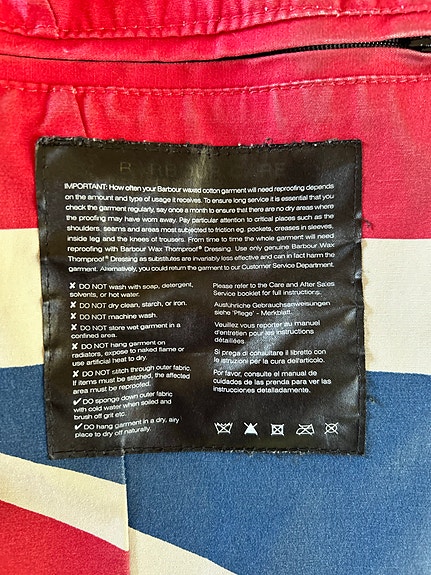 IMPORTANT: How often your Barbour waxed cotton garment will need reproofing depends
on the amount and type of usage it receives. To ensure long service it is essential that you
check the garment regularly, say once a month to ensure that there are no dry areas where
the proofing may have worn away. Pay particular attention to critical places such as the
shoulders, seams and areas most subjected to friction eg. pockets, creases in sleeves,
inside leg and the knees of trousers. From time to time the whole garment will need
reproofing with Barbour Wax Thornproof® Dressing. Use only genuine Barbour Wax
Thornproof® Dressing as substitutes are invariably less effective and can in fact harm the
garment. Alternatively, you could return the garment to our Customer Service Department.
✘ DO NOT wash with soap, detergent,
solvents, or hot water.
✘ DO NOT dry clean, starch, or iron.
✘ DO NOT machine wash.
✘ DO NOT store wet garment in a
confined area.
✘ DO NOT hang garment on
radiators, expose to naked flame or
use artificial heat to dry.
✘ DO NOT stitch through outer fabric.
If items must be stitched, the affected
area must be reproofed.
✔ DO sponge down outer fabric
with cold water when soiled and
brush off grit etc.
✔ DO hang garment in a dry, airy
place to dry off naturally.
Please refer to the Care and After Sales
Service booklet for full instructions.
Ausführliche Gebrauchsanweisungen
siehe 'Pflege' - Merkblatt.
Veuillez vous reporter au manuel
d'entretien pour les instructions
détaillées.
Si prega di consultare il libretto con
le istruzioni per la cura dell'articolo.
Por favor, consulte el manual de
cuidados de las prenda para ver las
instrucciones detalladamente.